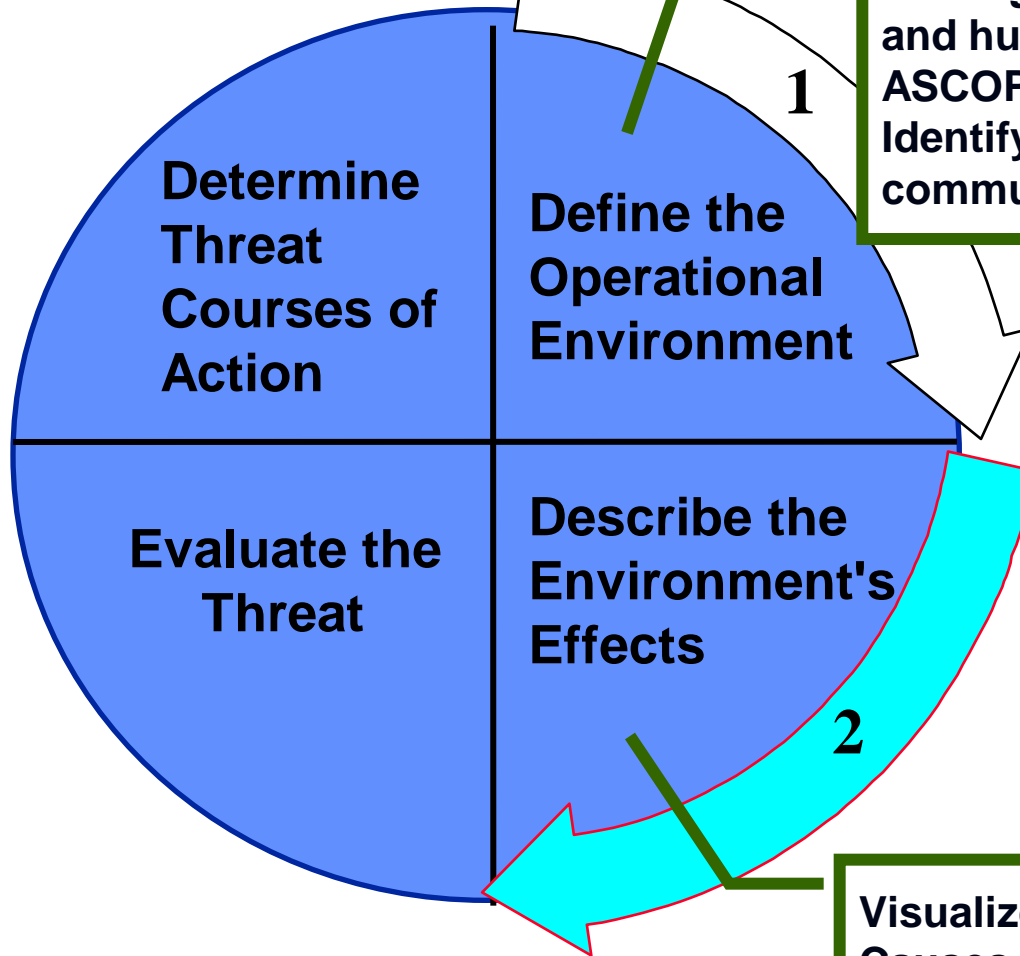 and hu
ASCOP
Identify
commu
1
Determine
Threat
Courses of
Action
Define the
Operational
Environment
Evaluate the
Threat
Describe the
Environment's
Effects
2
Visualiz